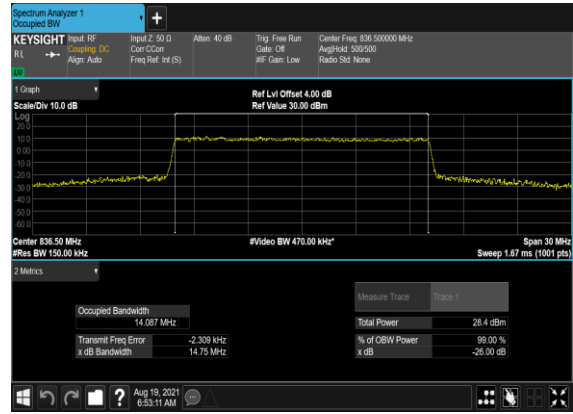 Spectrum Analyzer 1
Occupied BW
+
KEYSIGHT Input: RF Input Z: 50 Ω Atten: 40 dB Trig: Free Run Center Freq: 836.500000 MHz
RL Coupling: DC Corr CCorr Gate: Off Avg|Hold: 500/500
Align: Auto Freq Ref: Int (S) #IF Gain: Low Radio Std: None
LW
1 Graph
Ref Lvl Offset 4.00 dB
Scale/Div 10.0 dB Ref Value 30.00 dBm
Log
20.0
10.0
0.00
-10.0
-20.0
-30.0
-40.0
-50.0
-60.0
Center 836.50 MHz #Video BW 470.00 kHz* Span 30 MHz
#Res BW 150.00 kHz Sweep 1.67 ms (1001 pts)
2 Metrics
Measure Trace Trace 1
Occupied Bandwidth
14.087 MHz Total Power 28.4 dBm
Transmit Freq Error -2.309 kHz % of OBW Power 99.00 %
x dB Bandwidth 14.75 MHz x dB -26.00 dB
? Aug 19, 2021
6:53:11 AM